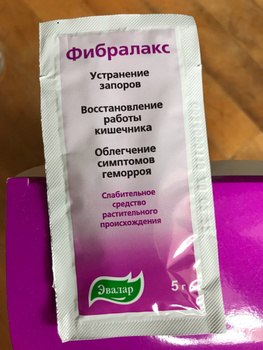 Фибралакс
Устранение
запоров
Восстановление
работы
кишечника
Облегчение
симптомов
геморроя
Слабительное
средство
растительного
происхождения
Эвалар
5 г